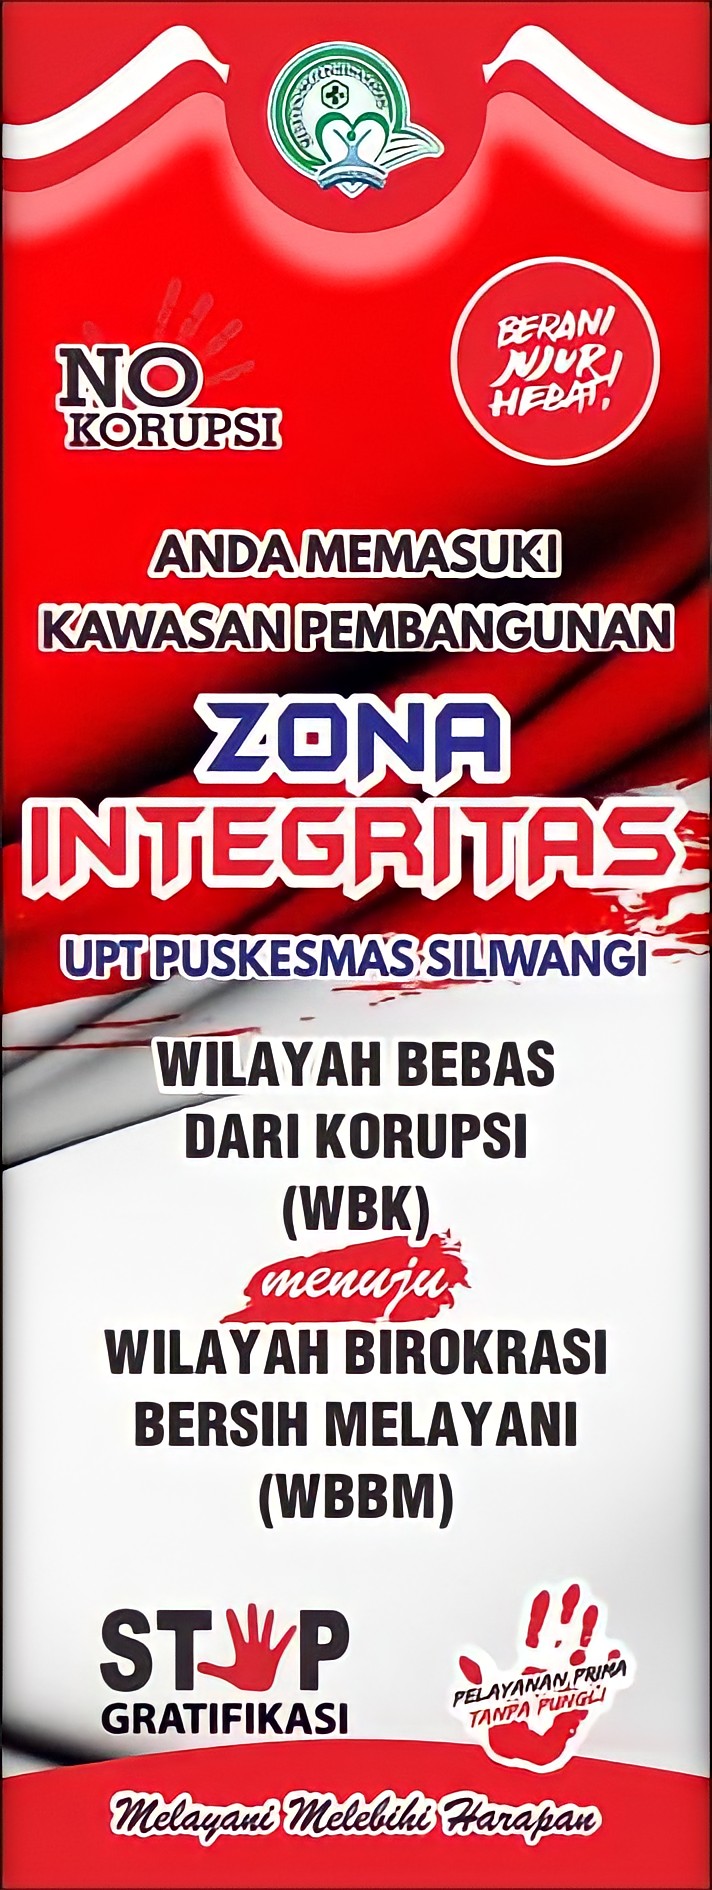 NO
KORUPSI
BERANI
JUJUR
HEBAT!
ANDA MEMASUKI
KAWASAN PEMBANGUNAN
ZONA
INTEGRITAS
UPT PUSKESMAS SILIWANGI
WILAYAH BEBAS
DARI KORUPSI
(WBK)
menuju
WILAYAH BIROKRASI
BERSIH MELAYANI
(WBBM)
STOP
GRATIFIKASI
PELAYANAN PRIMA
TANPA PUNGLI
Melayani Melebihi Harapan